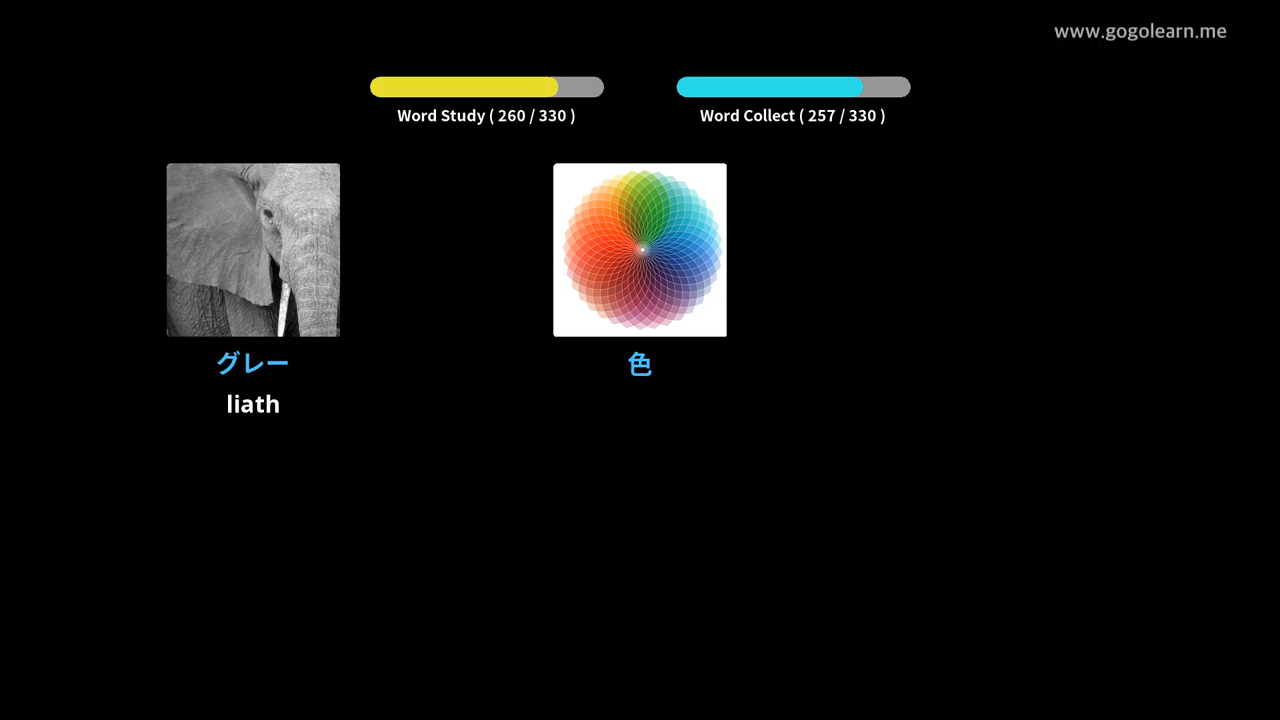 www.gogolearn.me
Word Study ( 260 / 330 )
Word Collect ( 257 / 330 )
グレー
色
liath